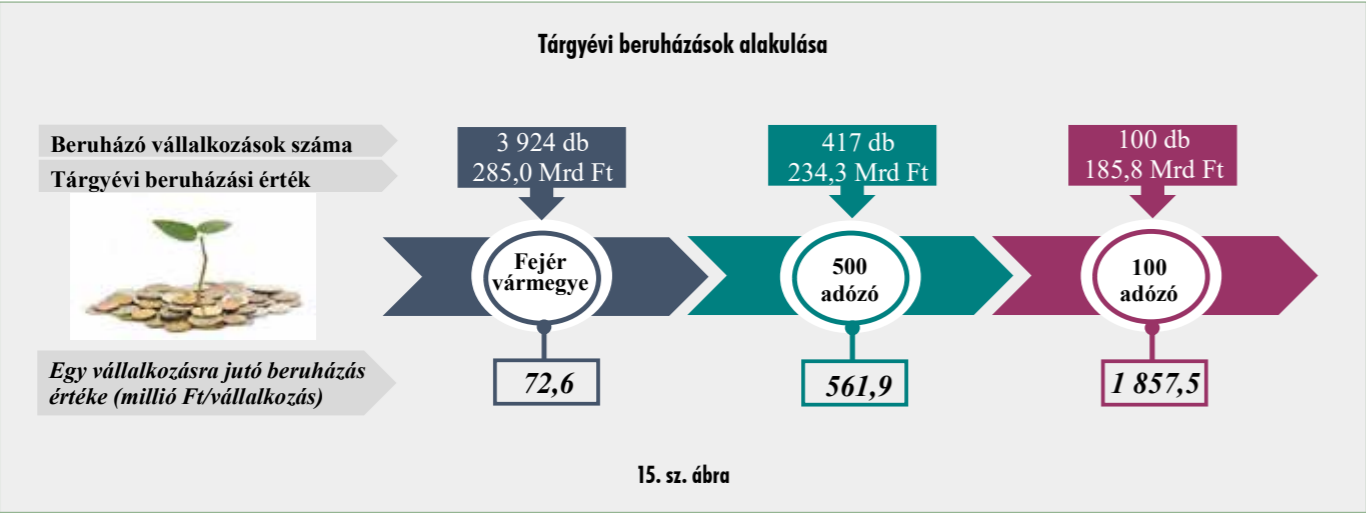 Tárgyévi beruházások alakulása
Beruházó vállalkozások száma
Tárgyévi beruházási érték
3 924 db
285,0 Mrd Ft
417 db
234,3 Mrd Ft
100 db
185,8 Mrd Ft
Fejér
vármegye
500
adózó
100
adózó
Egy vállalkozásra jutó beruházás
értéke (millió Ft/vállalkozás)
72,6
561,9
1 857,5
15. sz. ábra